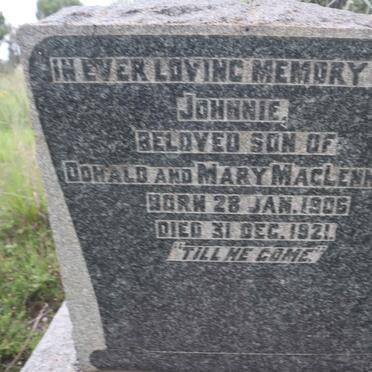 IN EVER LOVING MEMORY
JOHNNIE,
BELOVED SON OF
DONALD AND MARY MACLENN
BORN 28 JAN. 1906
DIED 31 DEC. 1921.
"TILL HE COME"